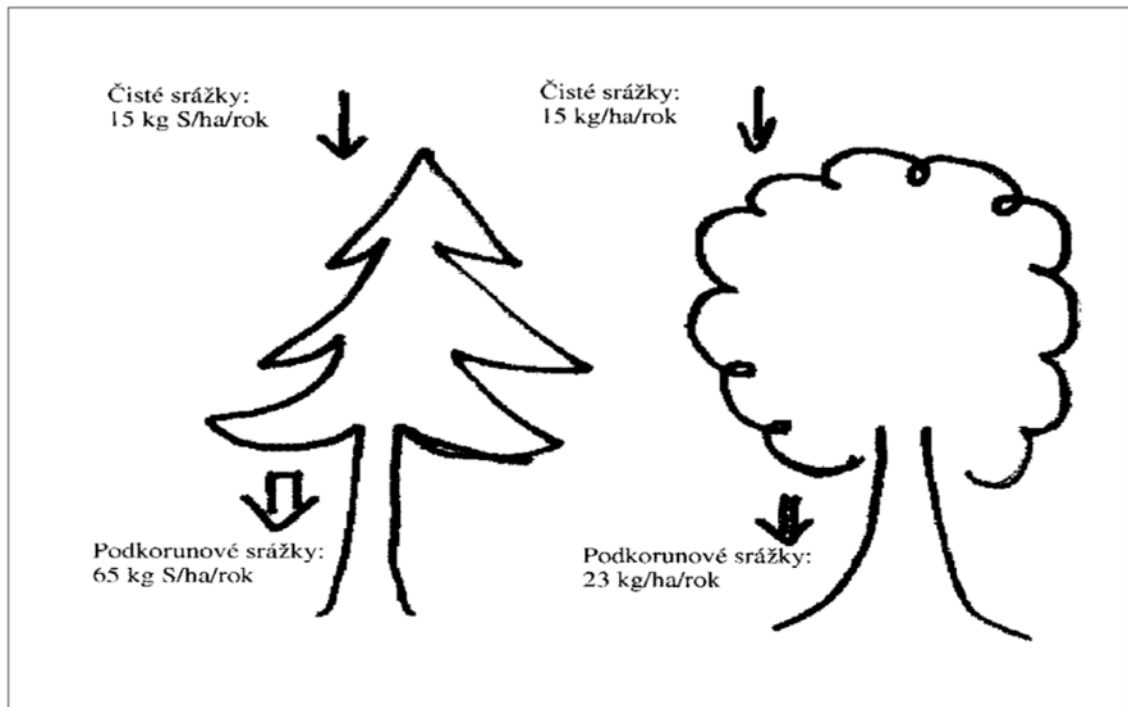 Čisté srážky:
15 kg S/ha/rok
Čisté srážky:
15 kg/ha/rok
Podkorunové srážky:
65 kg S/ha/rok
Podkorunové srážky:
23 kg/ha/rok